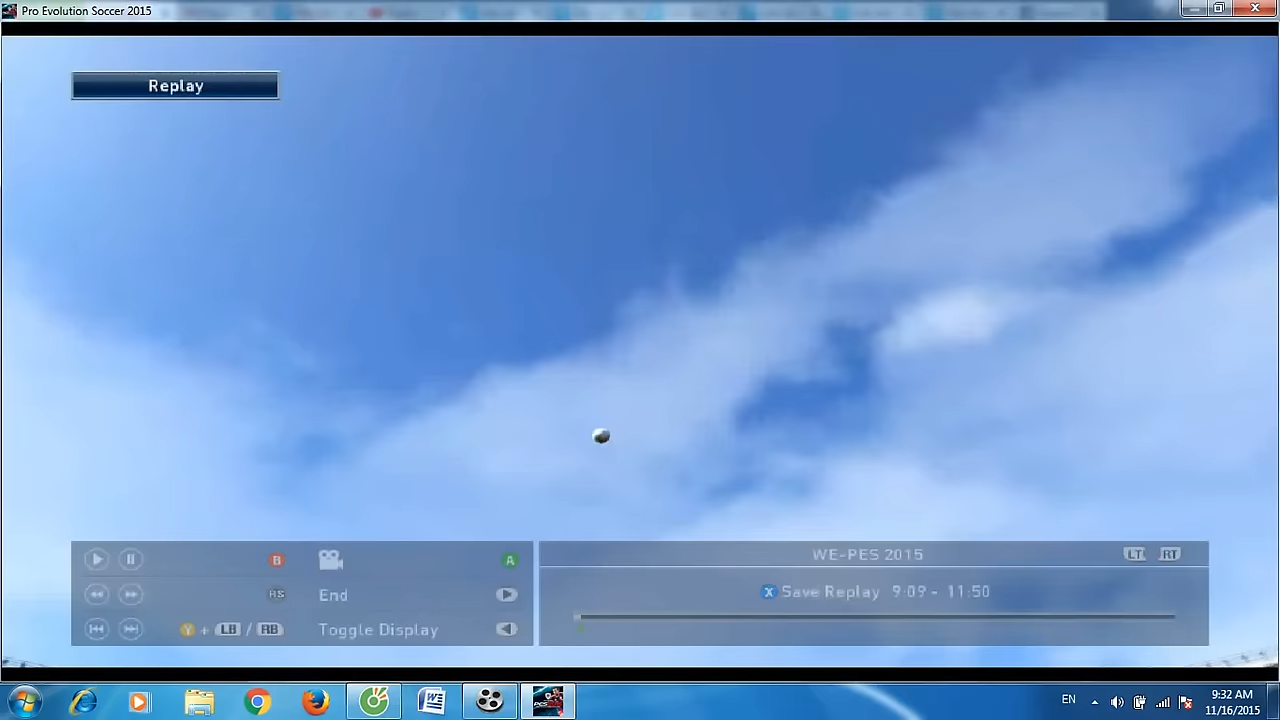 Pro Evolution Soccer 2015
Replay
B
A
RS
End
Y + LB / RB
Toggle Display
WE-PES 2015
LT RT
X Save Replay 9:09 - 11:50
W
PES
EN
9:32 AM
11/16/2015